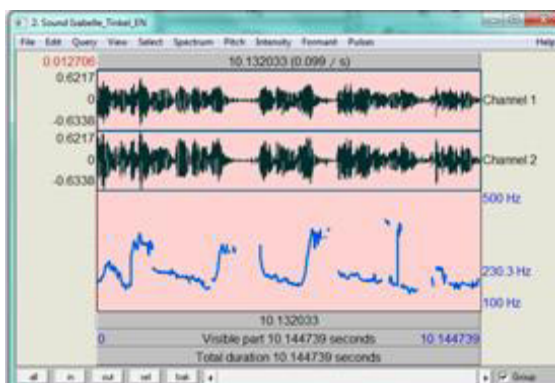 2. Sound Isabelle_Tinkel_EN
File Edit Query View Select Spectrum Pitch Intensity Formant Pulses Help
0.012706 10.132033 (0.099 / s)
0.6217
0 Channel 1
-0.6338
0.6217
0 Channel 2
-0.6338
500 Hz
230.3 Hz
100 Hz
10.132033
0 Visible part 10.144739 seconds 10.144739
Total duration 10.144739 seconds
all in out sel bak Group